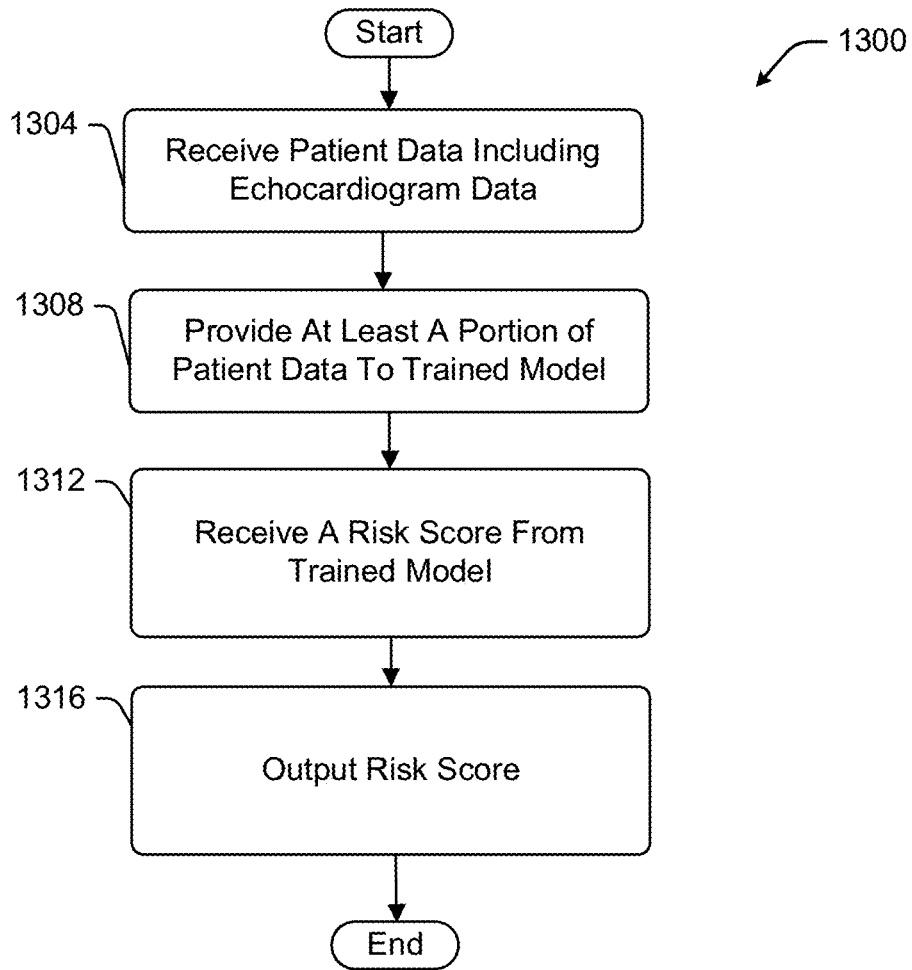 Start
1300
1304
Receive Patient Data Including
Echocardiogram Data
1308
Provide At Least A Portion of
Patient Data To Trained Model
1312
Receive A Risk Score From
Trained Model
1316
Output Risk Score
End